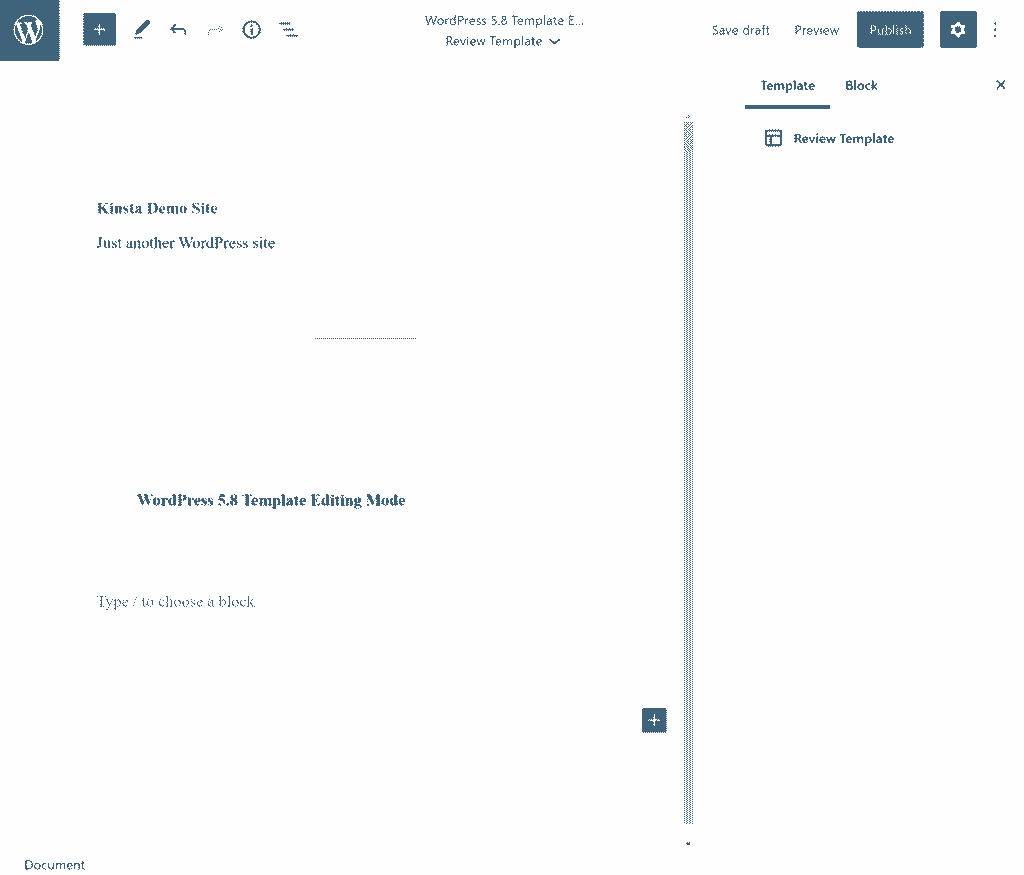 WordPress 5.8 Template E...
Review Template
Save draft
Preview
Publish
Template
Block
Review Template
Kinsta Demo Site
Just another WordPress site
WordPress 5.8 Template Editing Mode
Type / to choose a block
Document